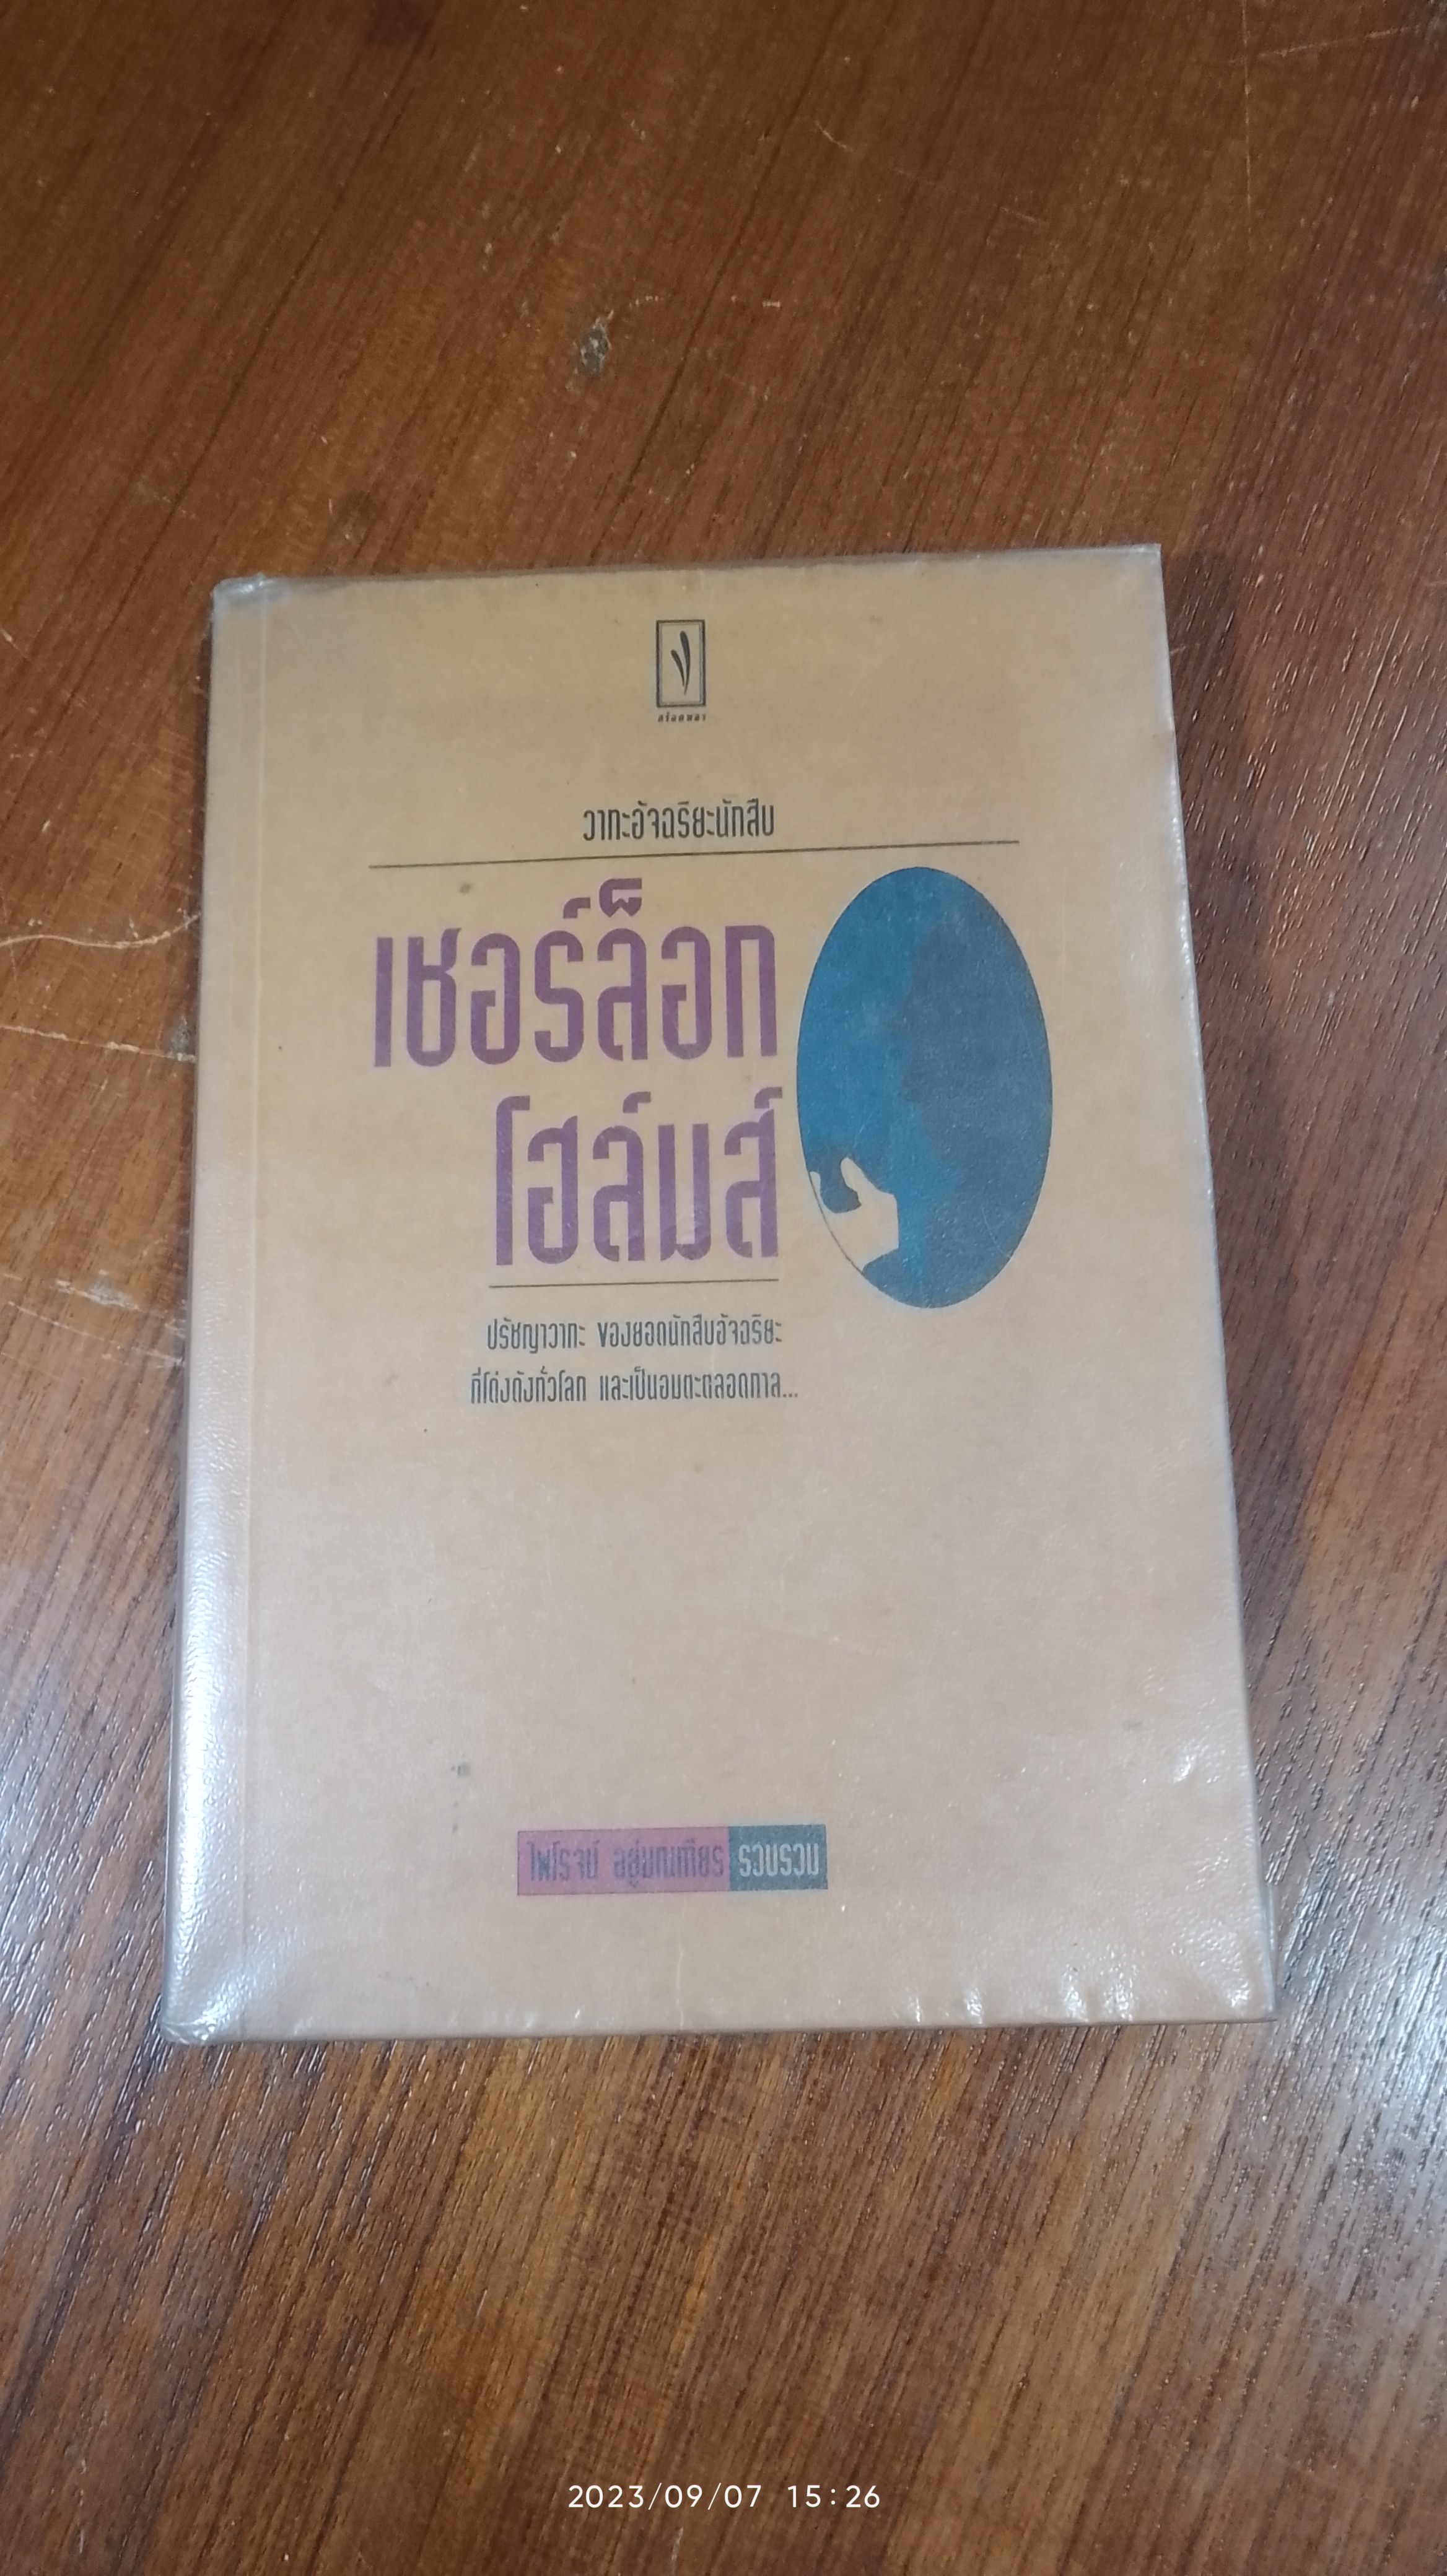 วาทะอัจฉริยะนักสืบ
เชอร์ล็อก
โฮล์มส์
ปรัชญาวาทะ ของยอดนักสืบอัจฉริยะ
ที่โด่งดังทั่วโลก และเป็นอมตะตลอดกาล...
ไพโรจน์ อยู่มณเฑียร รวบรวม
2023/09/07 15:26